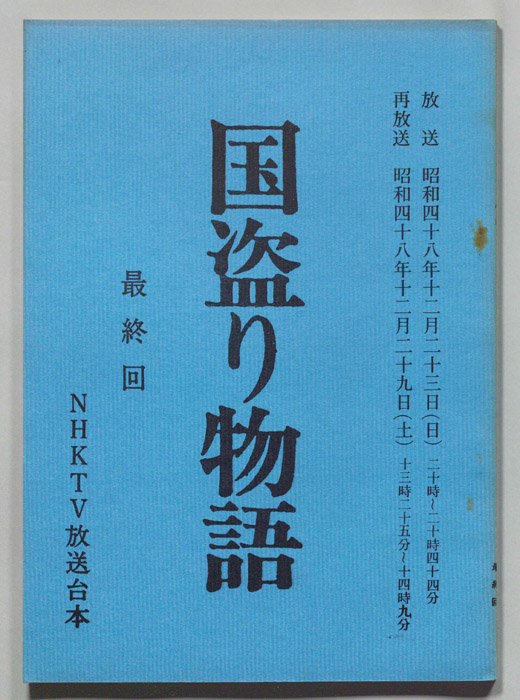 放送 昭和四十八年十二月二十三日(日) 二十時~二十時四十四分
再放送 昭和四十八年十二月二十九日(土) 十三時二十五分~十四時九分
国盗り物語
最終回
NHKTV放送台本